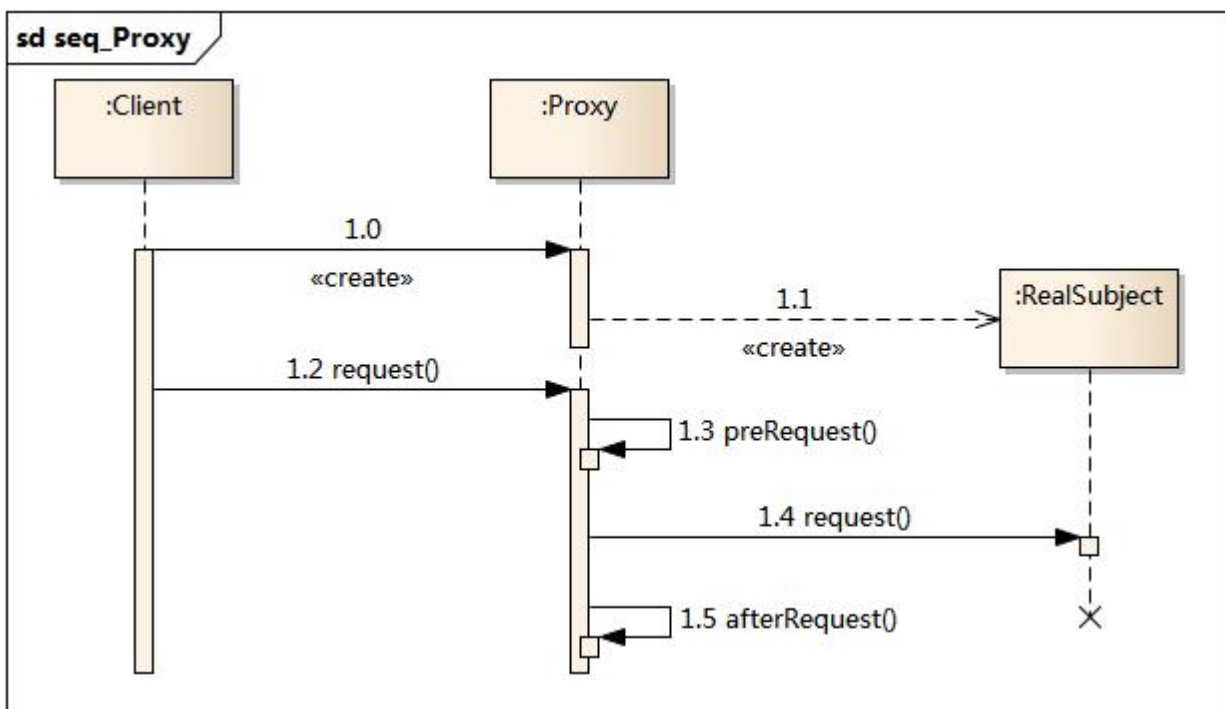 sd seq_Proxy
:Client
:Proxy
1.0
«create»
:RealSubject
1.1
«create»
1.2 request()
1.3 preRequest()
1.4 request()
1.5 afterRequest()